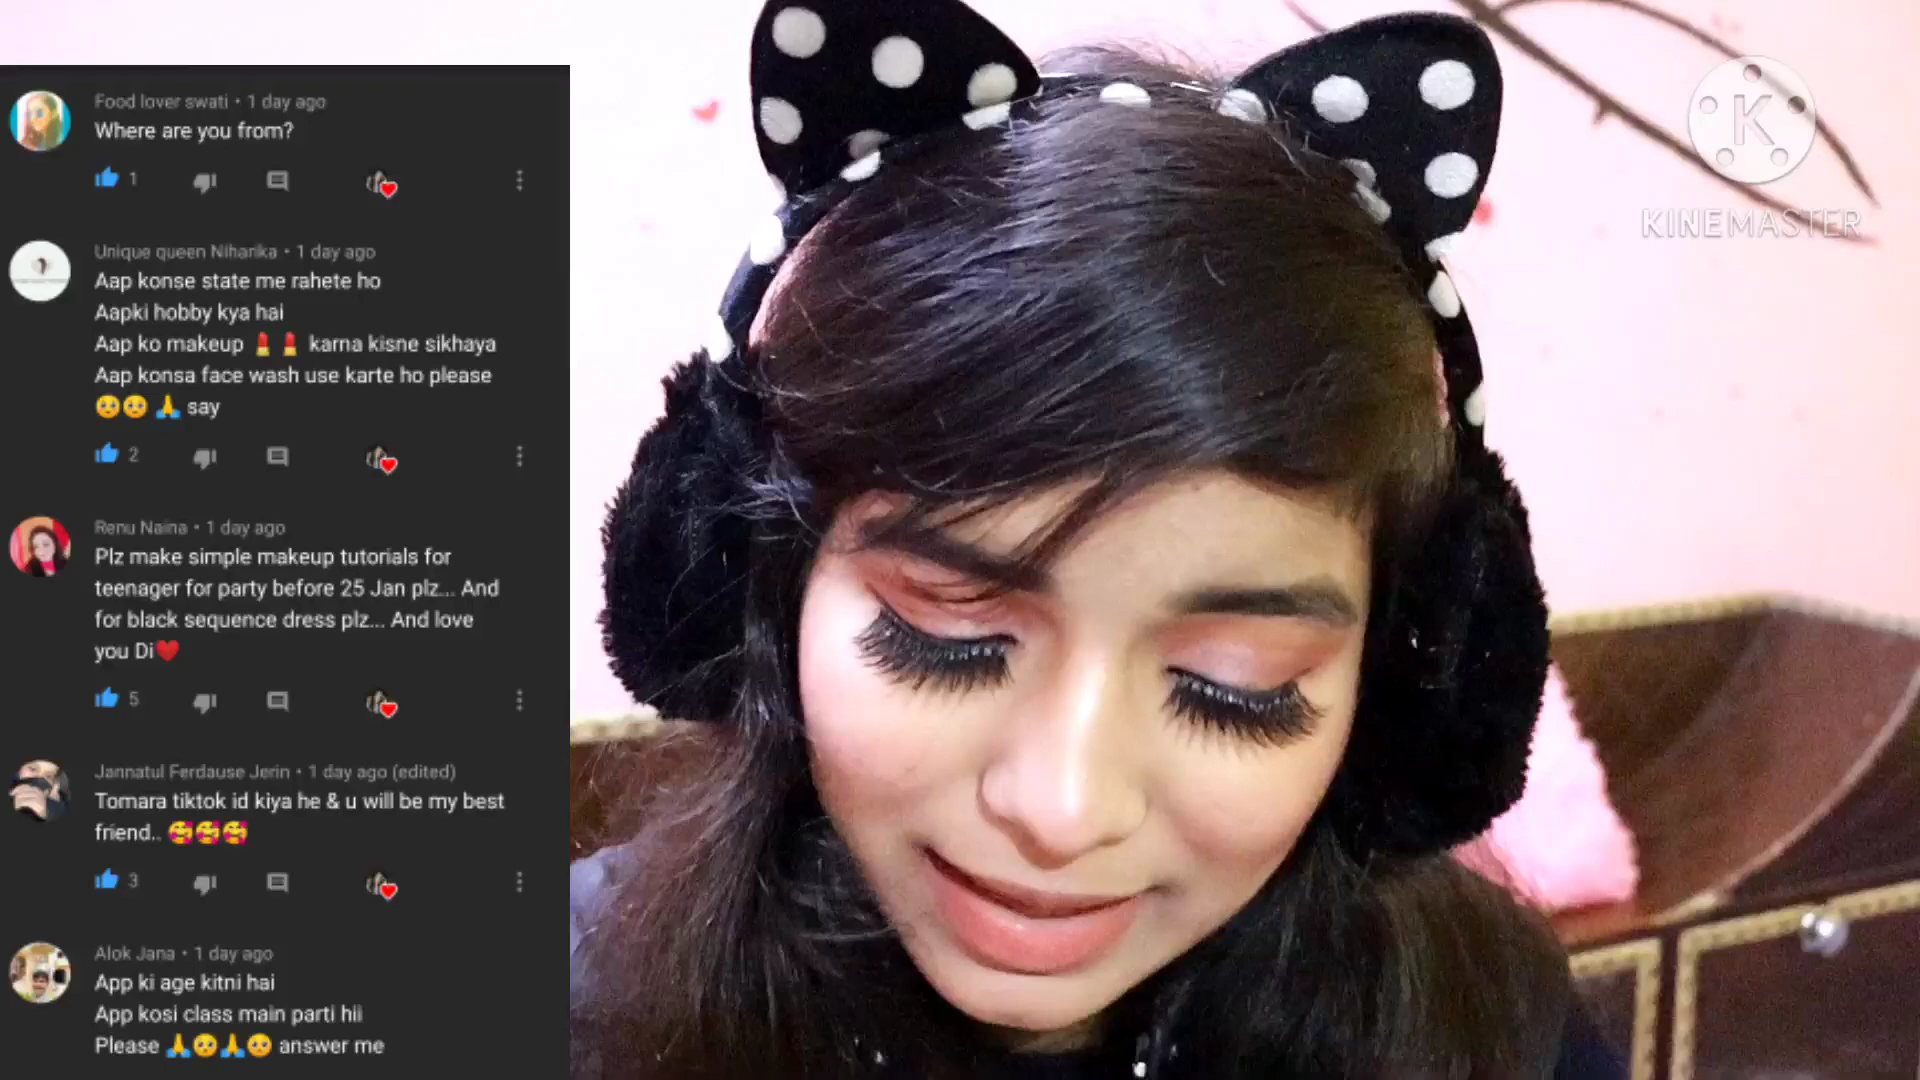 Food lover swati • 1 day ago
Where are you from?
1
Unique queen Niharika • 1 day ago
Aap konse state me rahete ho
Aapki hobby kya hai
Aap ko makeup 💄💄 karna kisne sikhaya
Aap konsa face wash use karte ho please
🥺🥺 🙏 say
2
Renu Naina • 1 day ago
Plz make simple makeup tutorials for
teenager for party before 25 Jan plz... And
for black sequence dress plz... And love
you Di❤️
5
Jannatul Ferdause Jerin • 1 day ago (edited)
Tomara tiktok id kiya he & u will be my best
friend.. 🥰🥰🥰
3
Alok Jana • 1 day ago
App ki age kitni hai
App kosi class main parti hii
Please 🙏🥺🙏🥺 answer me
K
KINEMASTER